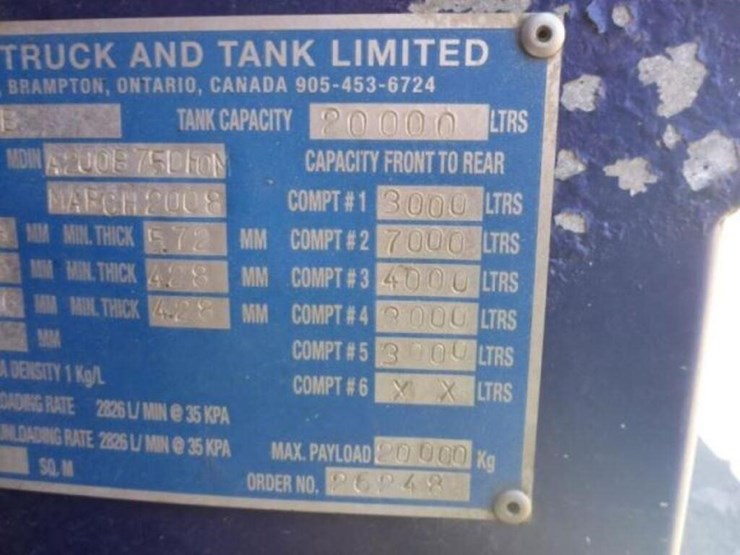 TRUCK AND TANK LIMITED
, BRAMPTON, ONTARIO, CANADA 905-453-6724
B TANK CAPACITY 20000 LTRS
MDIN CAPACITY FRONT TO REAR
MARCH 2008 COMPT #1 3000 LTRS
MM MIN. THICK 5.72 MM COMPT #2 7000 LTRS
MM MIN. THICK 4.28 MM COMPT #3 4000 LTRS
6 MM MIN. THICK 4.28 MM COMPT #4 3000 LTRS
MM COMPT #5 3000 LTRS
A DENSITY 1 Kg/L COMPT #6 X X LTRS
OADING RATE 2826 L/ MIN @ 35 KPA
UNLOADING RATE 2826 L/ MIN @ 35 KPA MAX. PAYLOAD 20000 Kg
SQ. M ORDER NO. 26248